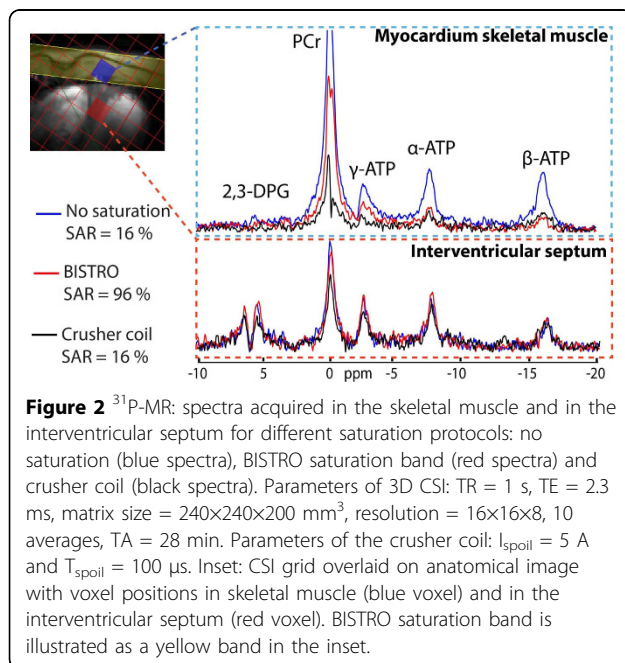 Myocardium skeletal muscle
PCr
2,3-DPG
γ-ATP
α-ATP
β-ATP
No saturation
SAR = 16 %
BISTRO
SAR = 96 %
Crusher coil
SAR = 16 %
Interventricular septum
-10 5 0 ppm -5 -10 -15 -20
Figure 2 ³¹P-MR: spectra acquired in the skeletal muscle and in the
interventricular septum for different saturation protocols: no
saturation (blue spectra), BISTRO saturation band (red spectra) and
crusher coil (black spectra). Parameters of 3D CSI: TR = 1 s, TE = 2.3
ms, matrix size = 240×240×200 mm³, resolution = 16×16×8, 10
averages, TA = 28 min. Parameters of the crusher coil: Ispoil = 5 A
and Tspoil = 100 μs. Inset: CSI grid overlaid on anatomical image
with voxel positions in skeletal muscle (blue voxel) and in the
interventricular septum (red voxel). BISTRO saturation band is
illustrated as a yellow band in the inset.